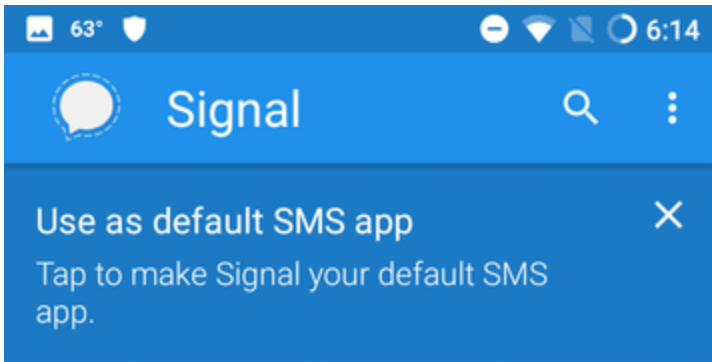 63° 6:14
Signal
Use as default SMS app
Tap to make Signal your default SMS
app.